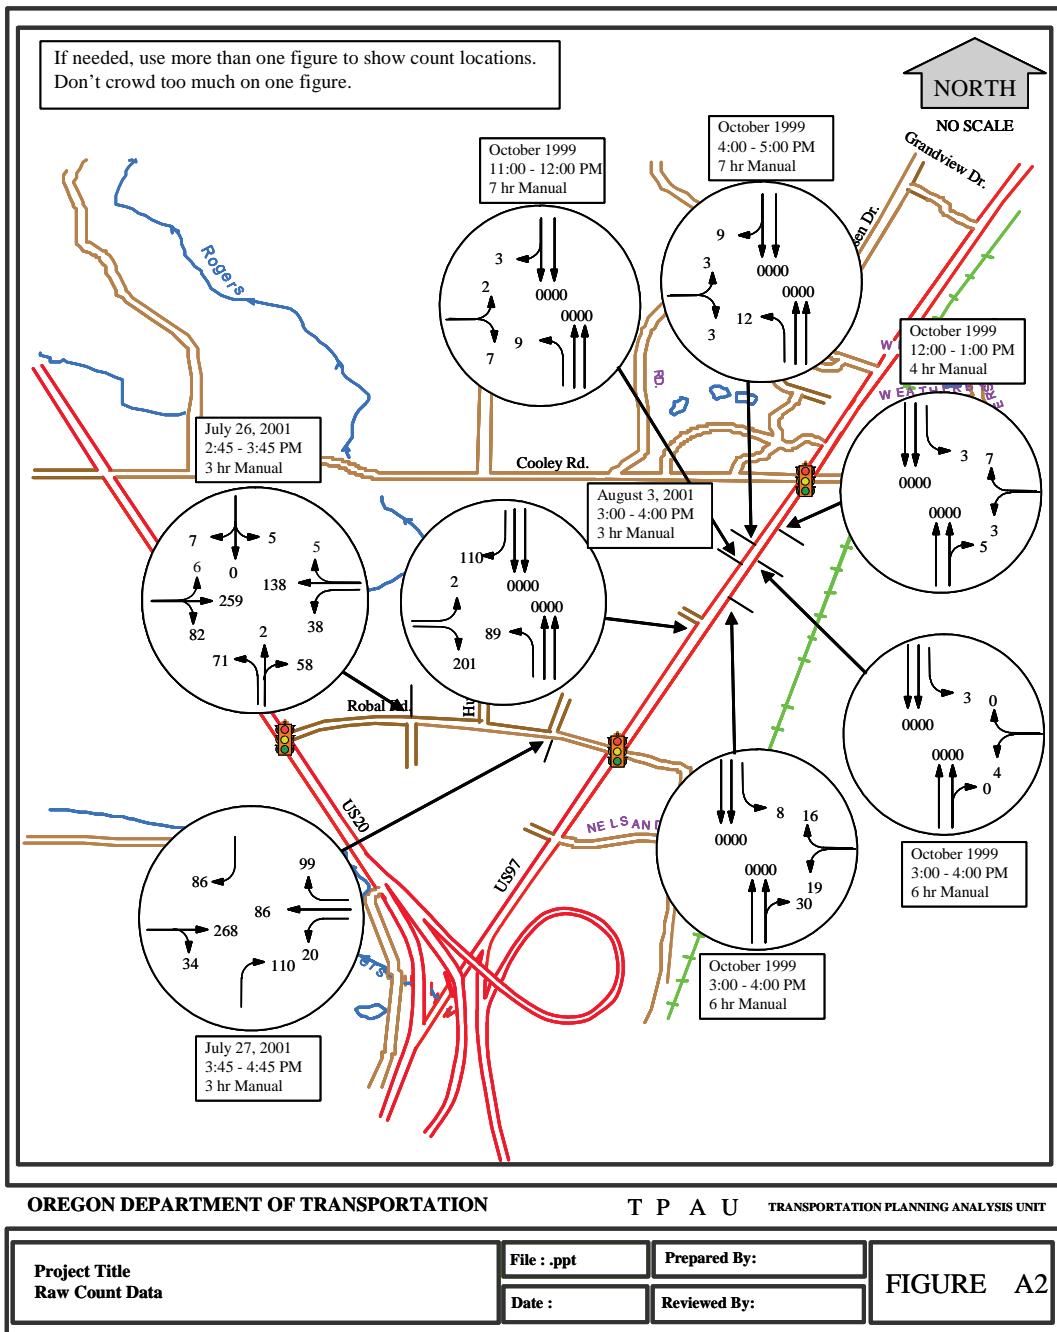 If needed, use more than one figure to show count locations.
Don't crowd too much on one figure.
NORTH
NO SCALE
October 1999
11:00 - 12:00 PM
7 hr Manual
October 1999
4:00 - 5:00 PM
7 hr Manual
Grandview Dr.
sen Dr.
Rogers
3
2
7
9
0000
0000
9
3
3
12
0000
0000
October 1999
12:00 - 1:00 PM
4 hr Manual
RD.
WEATHERS
July 26, 2001
2:45 - 3:45 PM
3 hr Manual
Cooley Rd.
August 3, 2001
3:00 - 4:00 PM
3 hr Manual
3
7
0000
0000
3
5
7
5
0
6
259
82
5
138
38
2
71
58
110
2
0000
0000
89
201
Robal Rd.
Hu
3
0
0000
0000
4
0
October 1999
3:00 - 4:00 PM
6 hr Manual
US20
US97
NELSAND
8
16
0000
0000
19
30
October 1999
3:00 - 4:00 PM
6 hr Manual
86
99
86
268
34
20
110
ers
July 27, 2001
3:45 - 4:45 PM
3 hr Manual
OREGON DEPARTMENT OF TRANSPORTATION
T P A U
TRANSPORTATION PLANNING ANALYSIS UNIT
Project Title
Raw Count Data
File : .ppt
Prepared By:
Date :
Reviewed By:
FIGURE A2